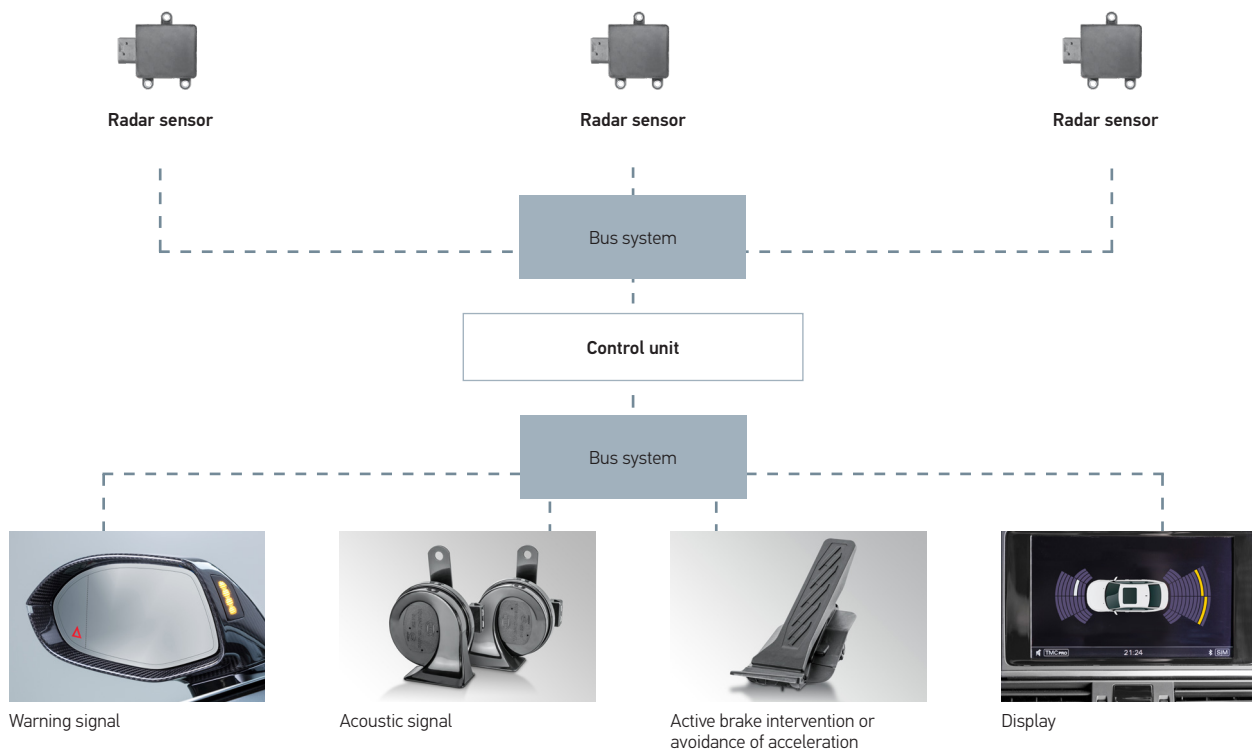 Radar sensor
Radar sensor
Radar sensor
Bus system
Control unit
Bus system
TMC PRO
21:24
SIM
Warning signal
Acoustic signal
Active brake intervention or
avoidance of acceleration
Display